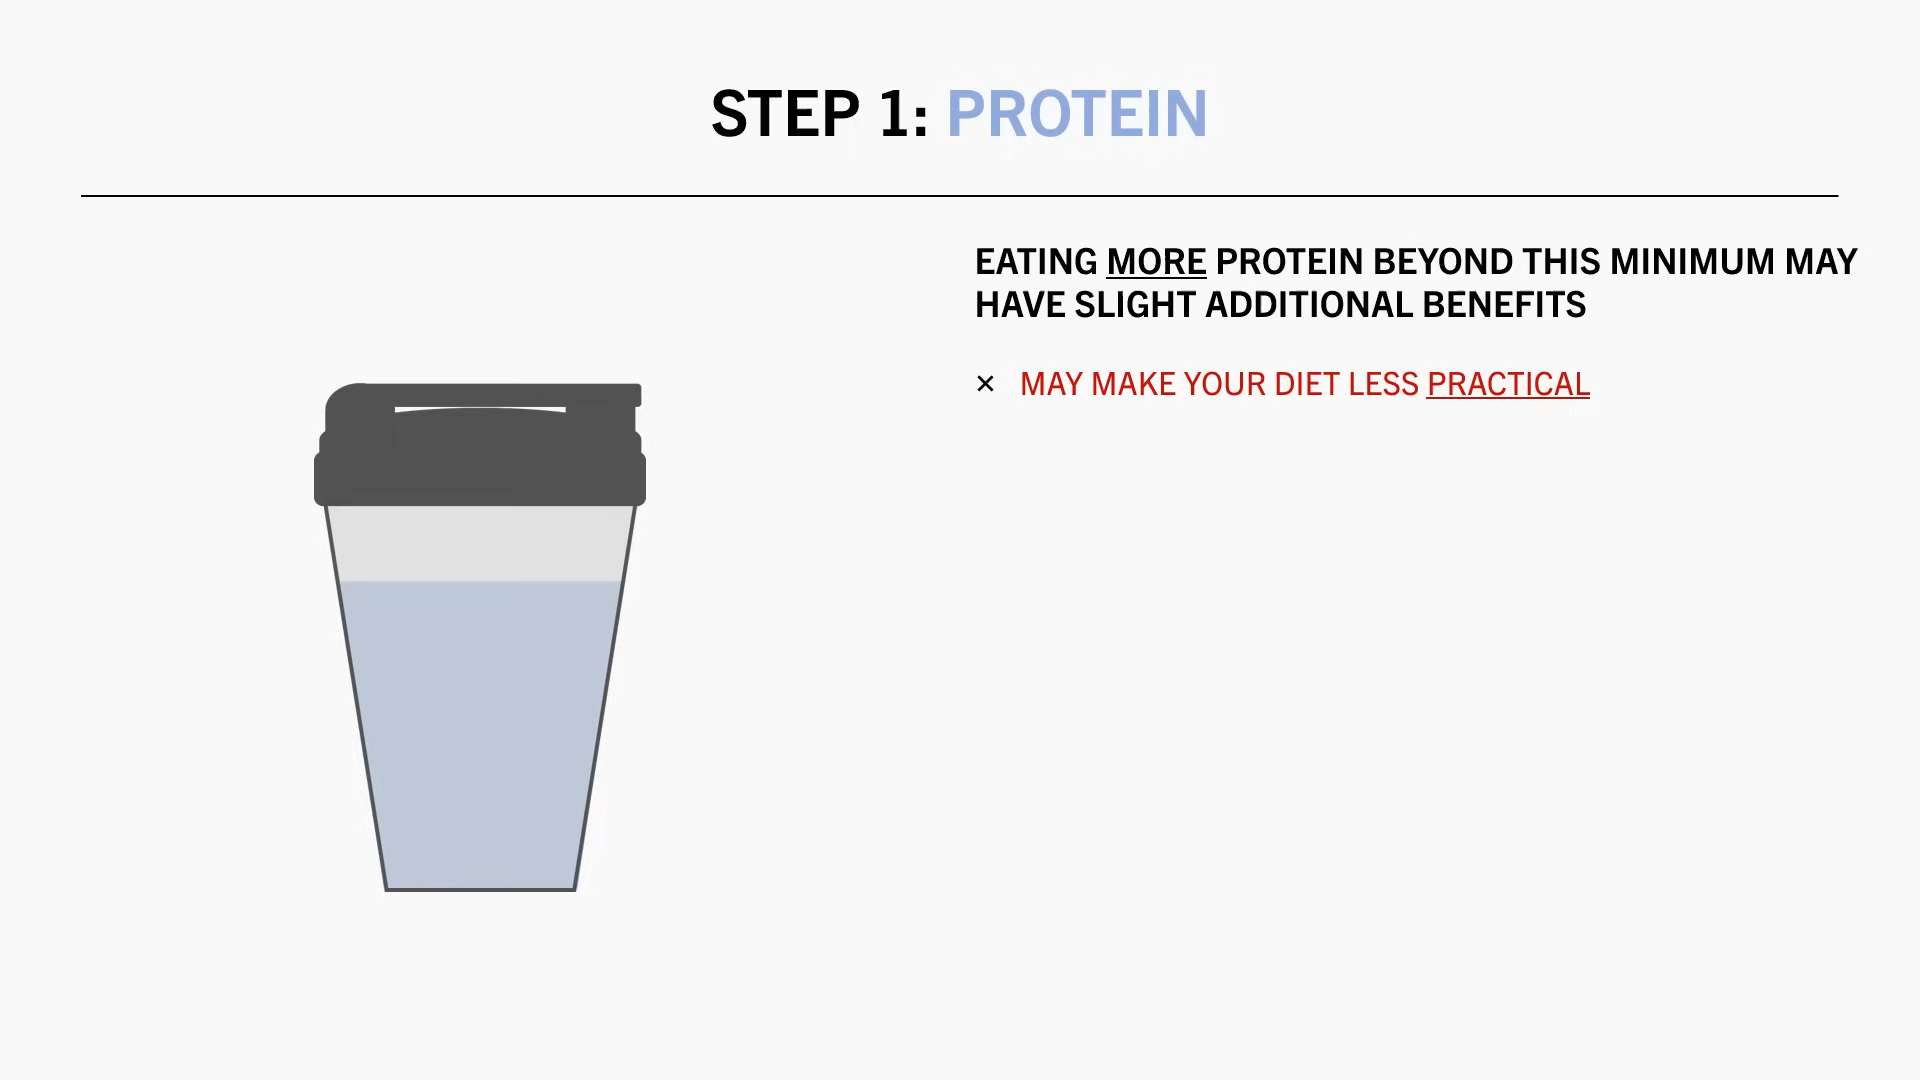 STEP 1: PROTEIN
EATING MORE PROTEIN BEYOND THIS MINIMUM MAY
HAVE SLIGHT ADDITIONAL BENEFITS
× MAY MAKE YOUR DIET LESS PRACTICAL